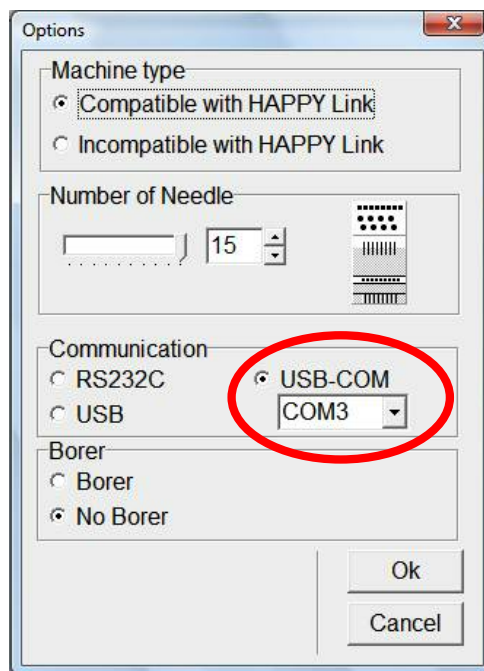 Options
Machine type
Compatible with HAPPY Link
Incompatible with HAPPY Link
Number of Needle
15
Communication
RS232C
USB-COM
USB
COM3
Borer
Borer
No Borer
Ok
Cancel